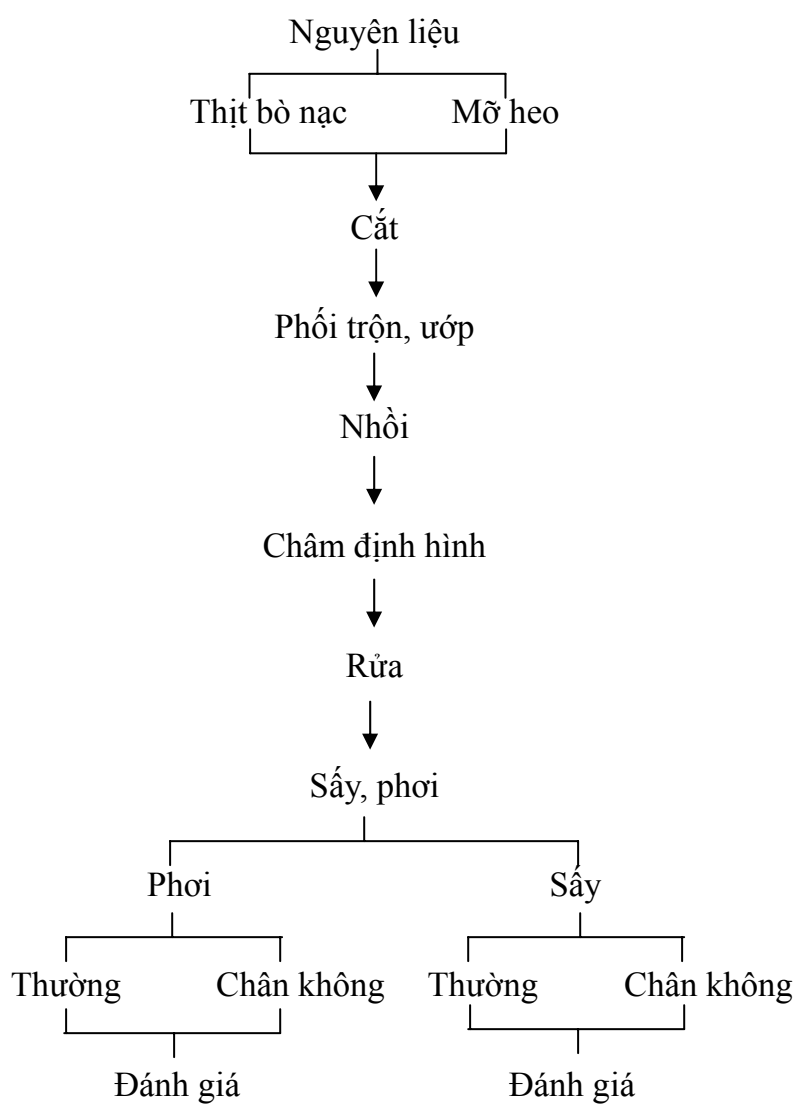 Nguyên liệu
Thịt bò nạc Mỡ heo
Cắt
Phối trộn, ướp
Nhồi
Châm định hình
Rửa
Sấy, phơi
Phơi Sấy
Thường Chân không Thường Chân không
Đánh giá Đánh giá